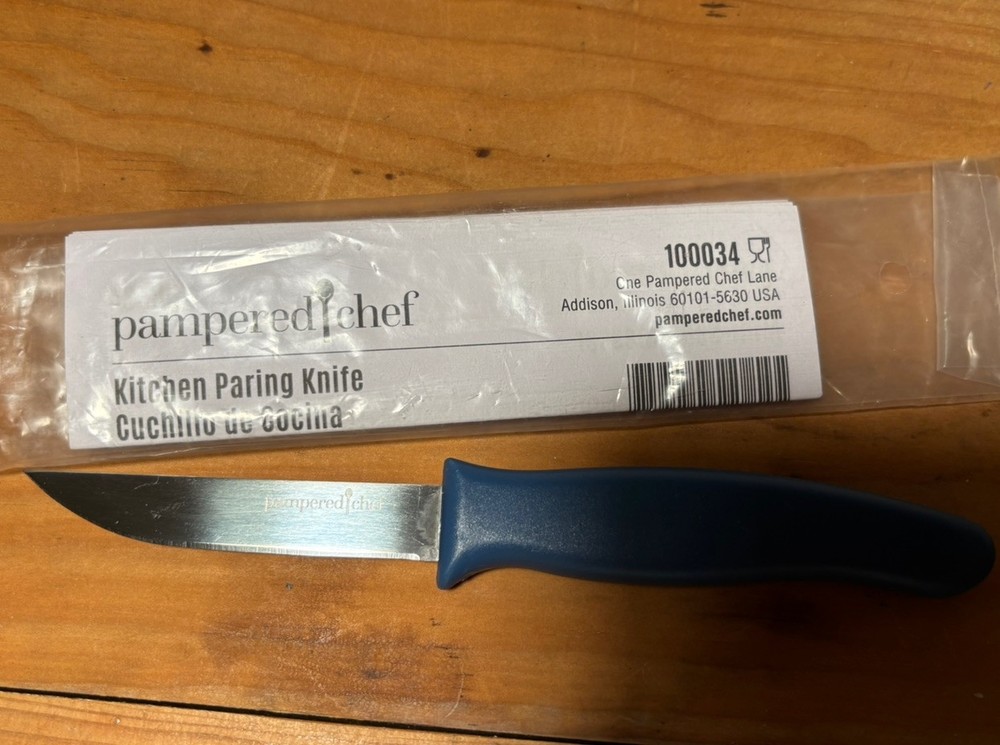 pampered chef
Kitchen Paring Knife
Cuchillo de Cocina
100034
One Pampered Chef Lane
Addison, Illinois 60101-5630 USA
pamperedchef.com
pampered chef